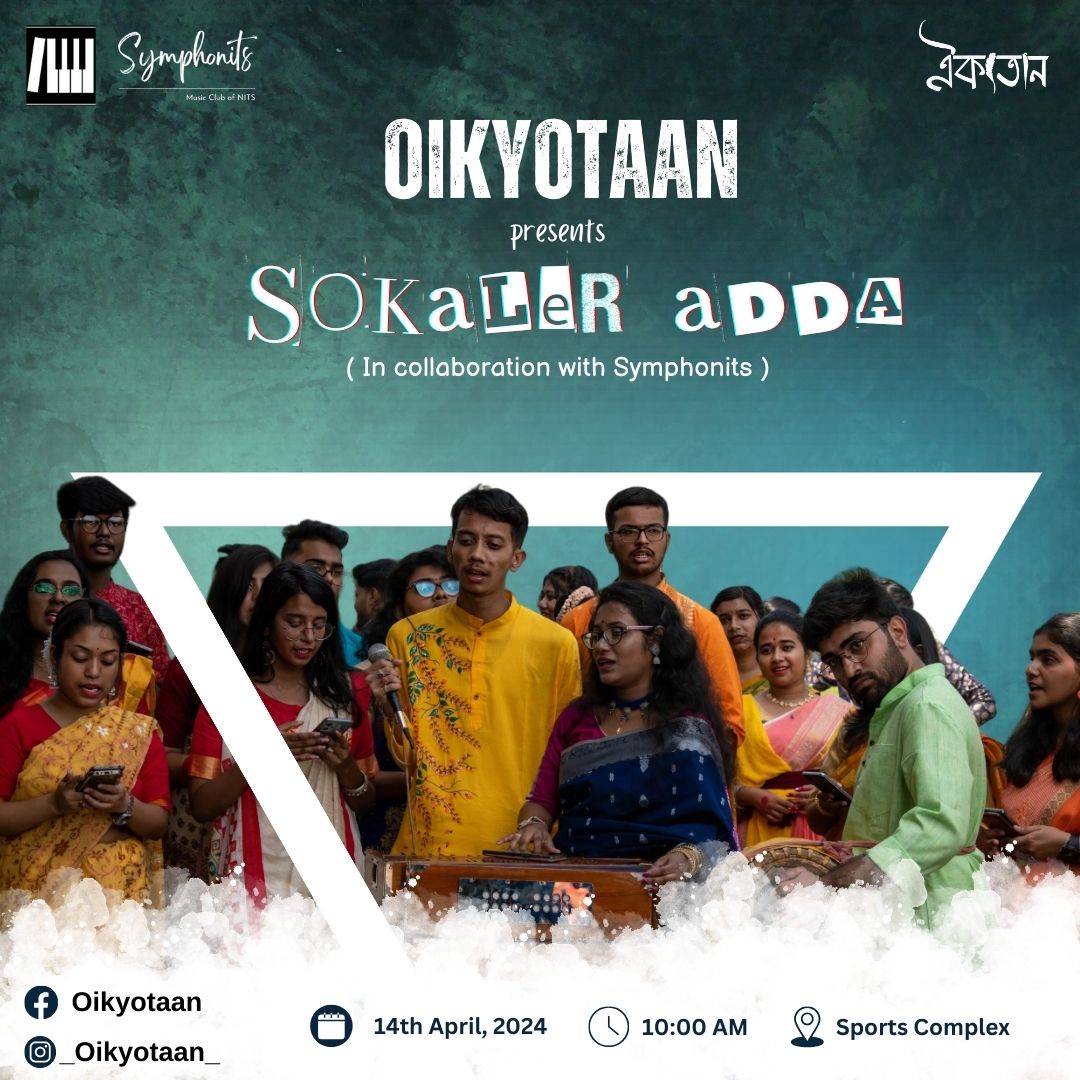 Symphonits
Music Club of NITS
ঐকতান
OIKYOTAAN
presents
SOKaLeR aDDA
( In collaboration with Symphonits )
Oikyotaan
_Oikyotaan_
14th April, 2024
10:00 AM
Sports Complex